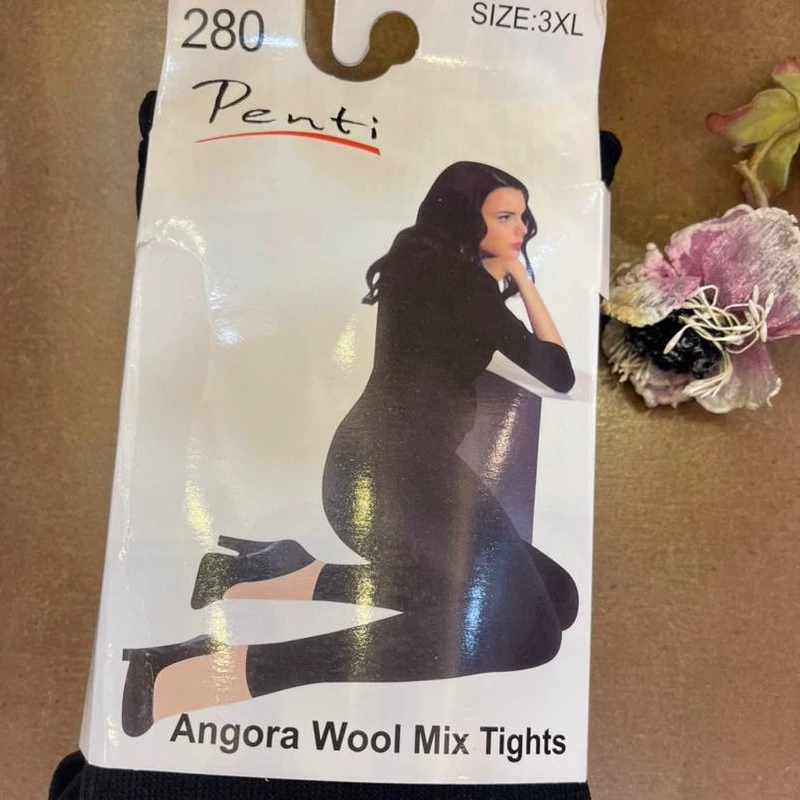 280
SIZE:3XL
Penti
Angora Wool Mix Tights